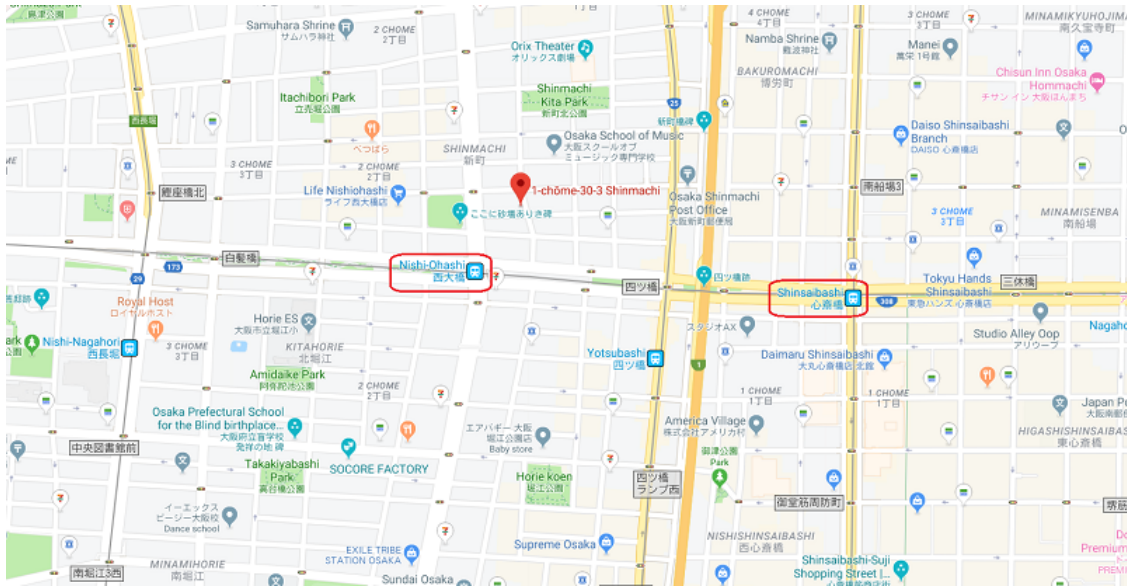 Samuhara Shrine
サムハラ神社
2 CHOME
2丁目
Orix Theater
オリックス劇場
4 CHOME
4丁目
Namba Shrine
難波神社
3 CHOME
3丁目
MINAMIKYUHOJIMA
南久宝寺町
Manei
萬栄 1号館
BAKUROMACHI
博労町
Chisun Inn Osaka
Hommachi
チサン イン 大阪ほんまち
Itachibori Park
立売堀公園
Shinmachi
Kita Park
新町北公園
25
西長堀
べつばら
新町橋碑
Osaka School of Music
大阪スクールオブ
ミュージック専門学校
Daiso Shinsaibashi
Branch
DAISO 心斎橋店
SHINMACHI
新町
3 CHOME
3丁目
2 CHOME
2丁目
鰹座橋北
Life Nishiohashi
ライフ西大橋店
1-chōme-30-3 Shinmachi
ここに砂場ありき碑
Osaka Shinmachi
Post Office
大阪新町郵便局
南船場3
3 CHOME
3丁目
MINAMISENBA
南船場
白髪橋
173
Nishi-Ohashi
西大橋
四ツ橋
四ツ橋跡
Shinsaibashi
心斎橋
308
Tokyu Hands
Shinsaibashi
東急ハンズ心斎橋店
三休橋
29
Royal Host
ロイヤルホスト
Horie ES
大阪市立堀江小
スタジオAX
Studio Alley Oop
アリウープ
Nagaho
Nishi-Nagahori
西長堀
3 CHOME
3丁目
KITAHORIE
北堀江
Yotsubashi
四ツ橋
1
Daimaru Shinsaibashi
大丸心斎橋店 北館
Amidaike Park
阿弥陀池公園
2 CHOME
2丁目
1 CHOME
1丁目
1 CHOME
1丁目
Osaka Prefectural School
for the Blind birthplace...
大阪府立盲学校
発祥の地 碑
エアバギー 大阪
堀江公園店
Baby store
America Village
株式会社アメリカ村
HIGASHISHINSAIBASHI
東心斎橋
中央図書館前
SOCORE FACTORY
Takakiyabashi
Park
高台橋公園
Horie koen
堀江公園
四ツ橋
ランプ西
御津公園
Park
御堂筋周防町
イーエックス
ピージー大阪校
Dance school
Supreme Osaka
NISHISHINSAIBASHI
西心斎橋
EXILE TRIBE
STATION OSAKA
MINAMIHORIE
南堀江
南堀江3西
Sundai Osaka
Shinsaibashi-Suji
Shopping Street |...